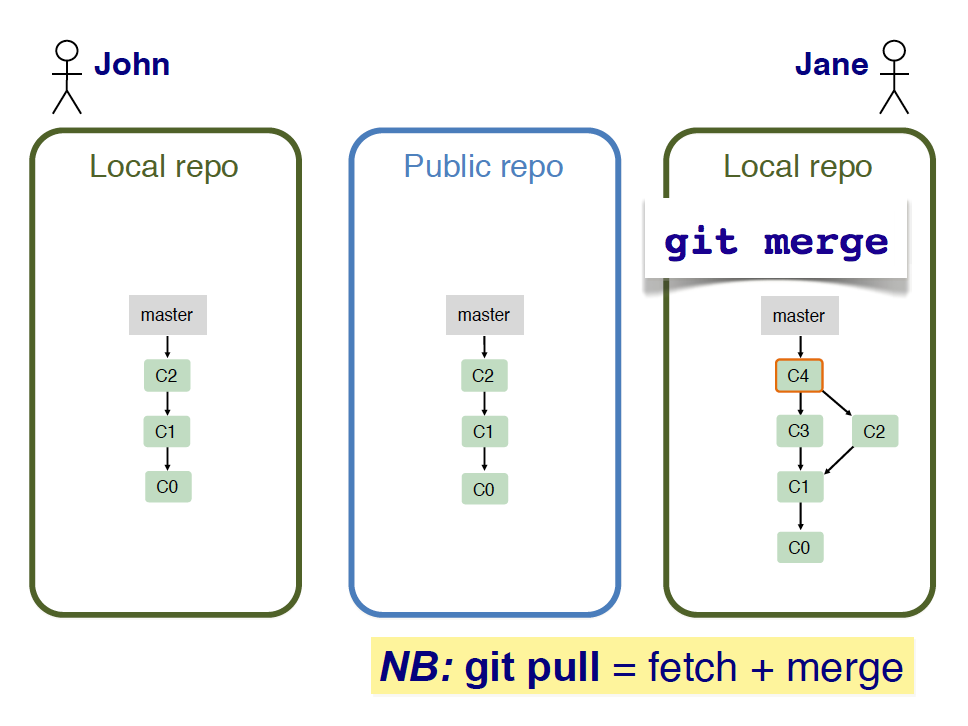 John
Jane
Local repo
Public repo
Local repo
git merge
master
C2
C1
C0
master
C2
C1
C0
master
C4
C3
C2
C1
C0
NB: git pull = fetch + merge